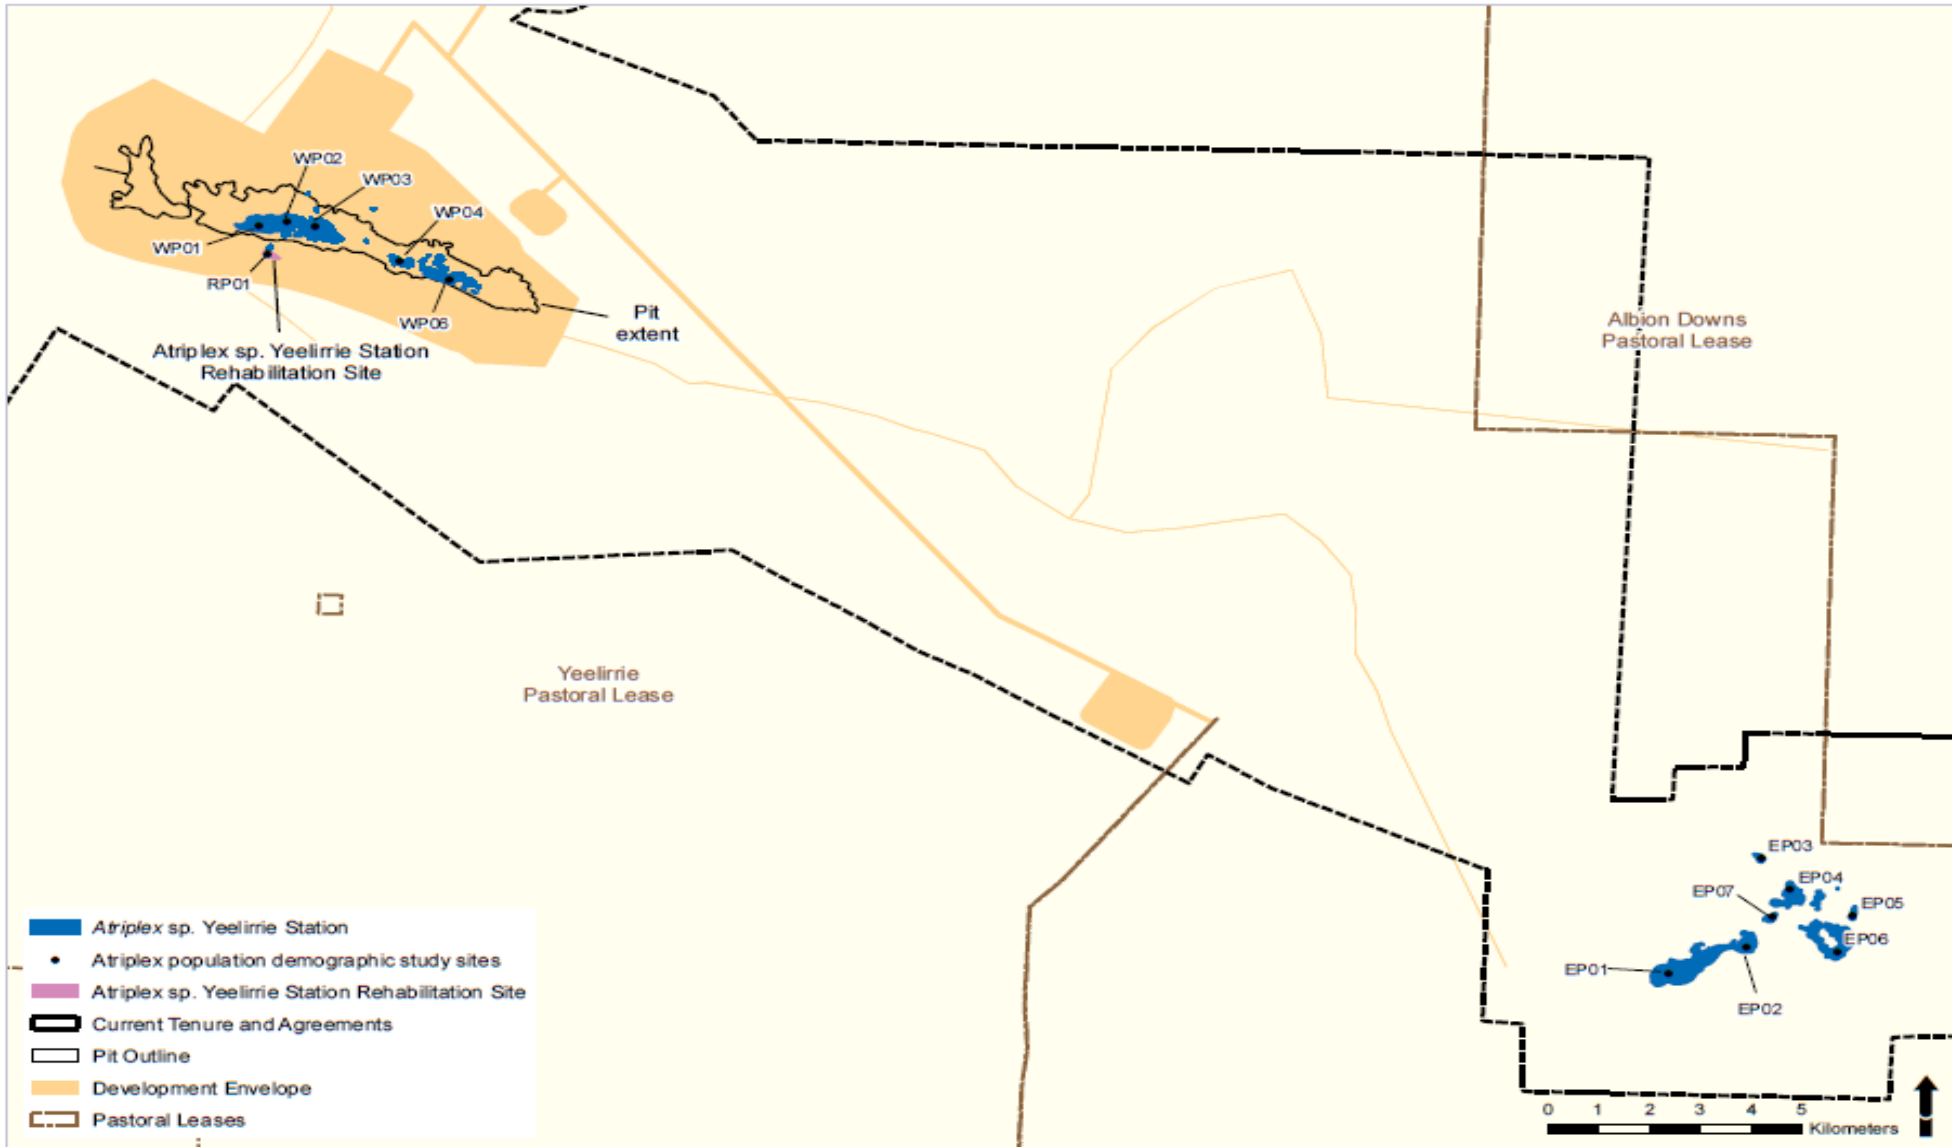 WP02
WP03
WP04
WP01
RP01
WP06
Pit
extent
Atriplex sp. Yeelirrie Station
Rehabilitation Site
Albion Downs
Pastoral Lease
Yeelirrie
Pastoral Lease
EP03
EP04
EP07
EP05
EP06
EP01
EP02
Atriplex sp. Yeelirrie Station
Atriplex population demographic study sites
Atriplex sp. Yeelirrie Station Rehabilitation Site
Current Tenure and Agreements
Pit Outline
Development Envelope
Pastoral Leases
0 1 2 3 4 5
Kilometers